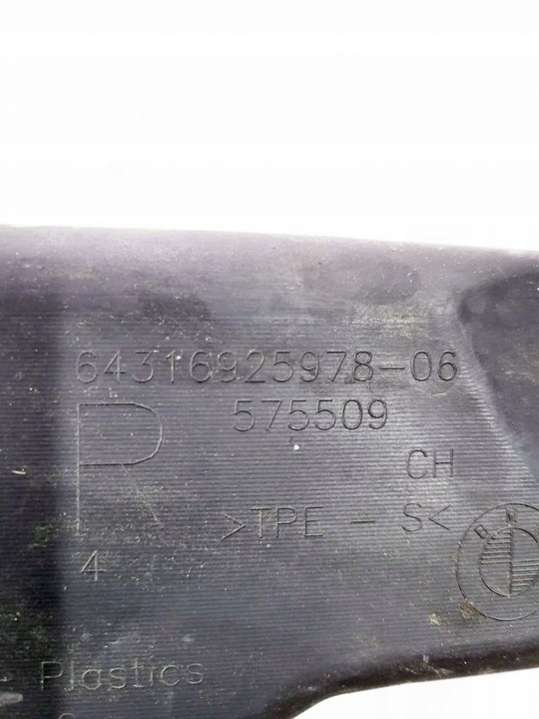 64316925978-06
575509
R
CH
>TPE - S<
4
Plastics